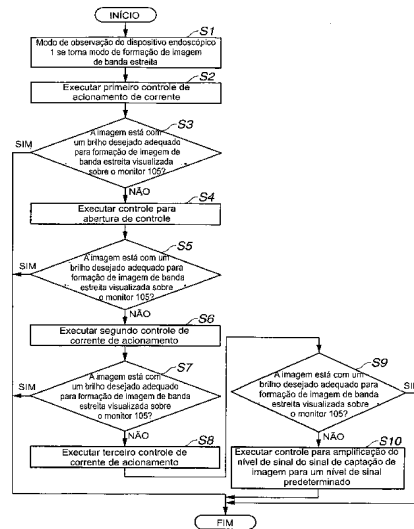 INÍCIO
S1
Modo de observação do dispositivo endoscópico
1 se torna modo de formação de imagem
de banda estreita
S2
Executar primeiro controle de
acionamento de corrente
S3
A imagem está com
um brilho desejado adequado
para formação de imagem de
banda estreita visualizada
sobre o monitor 105?
SIM
NÃO
S4
Executar controle para
abertura de controle
S5
A imagem está com um
brilho desejado adequado para
formação de imagem de banda
estreita visualizada sobre
o monitor 105?
SIM
NÃO
S6
Executar segundo controle de
corrente de acionamento
S7
A imagem está com
um brilho desejado adequado
para formação de imagem de
banda estreita visualizada sobre
o monitor 105?
SIM
NÃO
S8
Executar terceiro controle de
corrente de acionamento
S9
A imagem está com um
brilho desejado adequado para
formação de imagem de banda
estreita visualizada sobre o
monitor 105?
SIM
NÃO
S10
Executar controle para amplificação do
nível de sinal do sinal de captação de
imagem para um nível de sinal
predeterminado
FIM